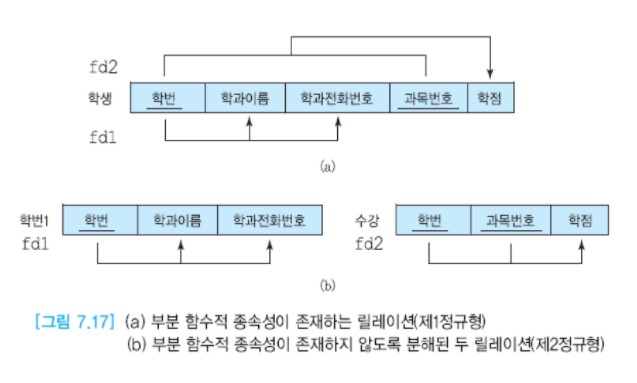 fd2
학생 학번 학과이름 학과전화번호 과목번호 학점
fd1
(a)
학번1 학번 학과이름 학과전화번호
fd1
수강 학번 과목번호 학점
fd2
(b)
[그림 7.17] (a) 부분 함수적 종속성이 존재하는 릴레이션(제1정규형)
(b) 부분 함수적 종속성이 존재하지 않도록 분해된 두 릴레이션(제2정규형)